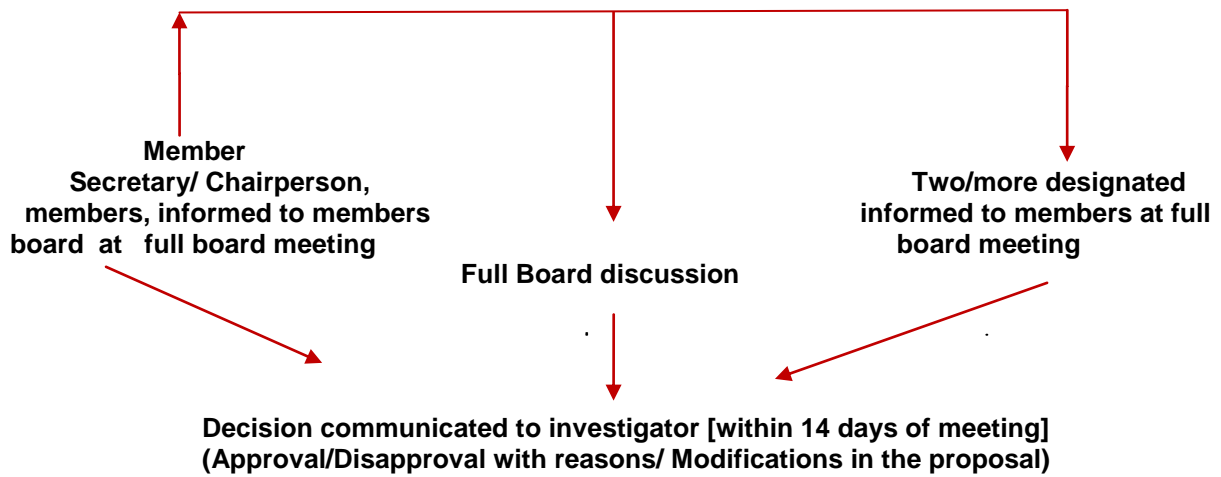 Member
Secretary/ Chairperson,
members, informed to members
board at full board meeting
Full Board discussion
Two/more designated
informed to members at full
board meeting
Decision communicated to investigator [within 14 days of meeting]
(Approval/Disapproval with reasons/ Modifications in the proposal)